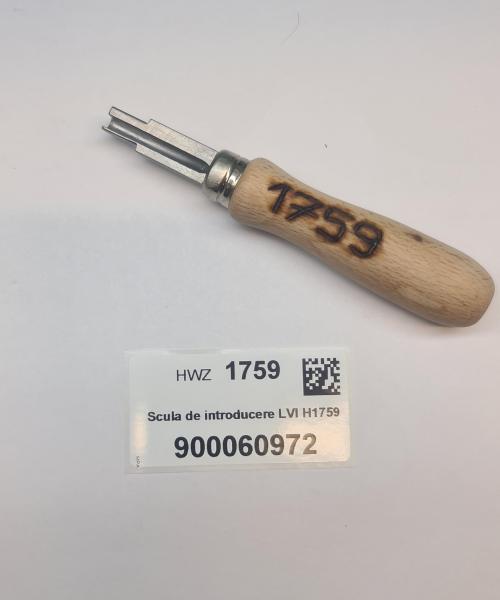 1759
HWZ 1759
Scula de introducere LVI H1759
900060972